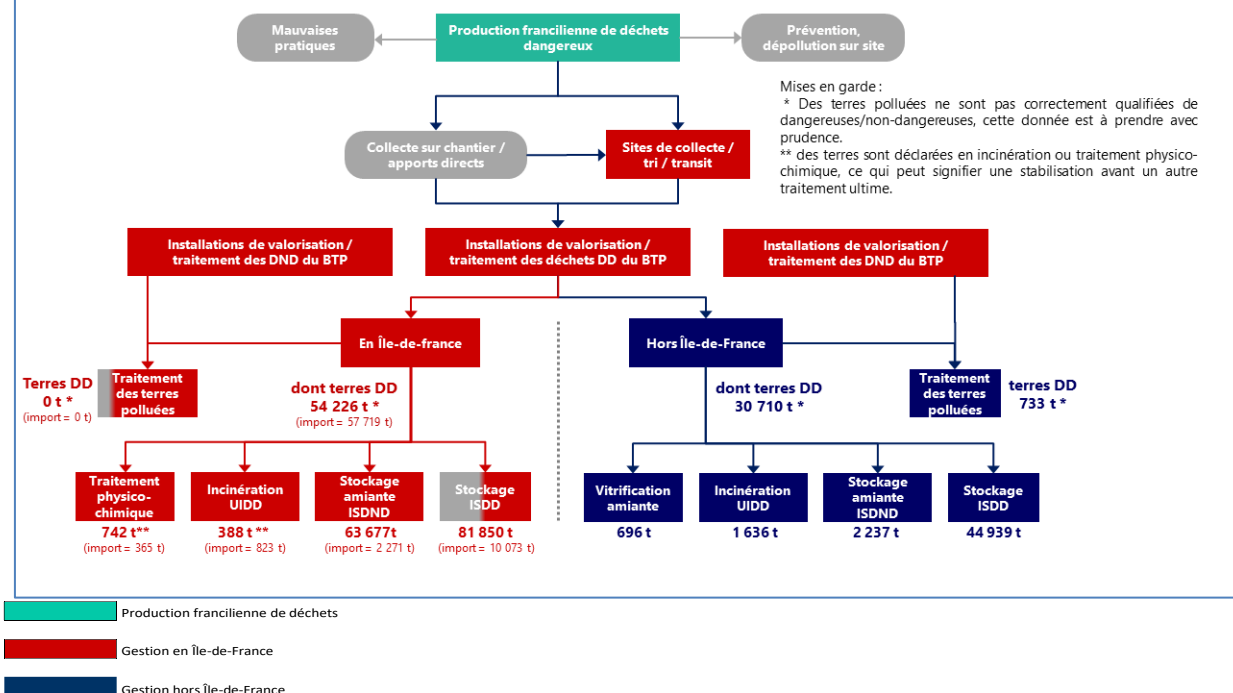 Mauvaises
pratiques
Production francilienne de déchets
dangereux
Prévention,
dépollution sur site
Mises en garde :
* Des terres polluées ne sont pas correctement qualifiées de
dangereuses/non-dangereuses, cette donnée est à prendre avec
prudence.
** des terres sont déclarées en incinération ou traitement physico-
chimique, ce qui peut signifier une stabilisation avant un autre
traitement ultime.
Collecte sur chantier /
apports directs
Sites de collecte /
tri / transit
Installations de valorisation /
traitement des DND du BTP
Installations de valorisation /
traitement des déchets DD du BTP
Installations de valorisation /
traitement des DND du BTP
En Île-de-france
Hors Île-de-France
Terres DD
0 t *
(import = 0 t)
Traitement
des terres
polluées
dont terres DD
54 226 t *
(import = 57 719 t)
dont terres DD
30 710 t *
Traitement
des terres
polluées
terres DD
733 t *
Traitement
physico-
chimique
742 t**
(import = 365 t)
Incinération
UIDD
388 t **
(import = 823 t)
Stockage
amiante
ISDND
63 677t
(import = 2 271 t)
Stockage
ISDD
81 850 t
(import = 10 073 t)
Vitrification
amiante
696 t
Incinération
UIDD
1 636 t
Stockage
amiante
ISDND
2 237 t
Stockage
ISDD
44 939 t
Production francilienne de déchets
Gestion en Île-de-France
Gestion hors Île-de-France